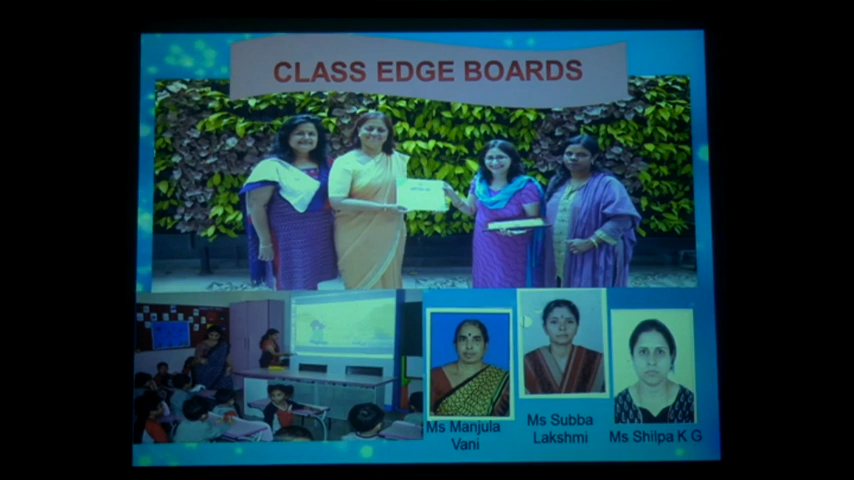 CLASS EDGE BOARDS
Ms Manjula
Vani
Ms Subba
Lakshmi
Ms Shilpa K G